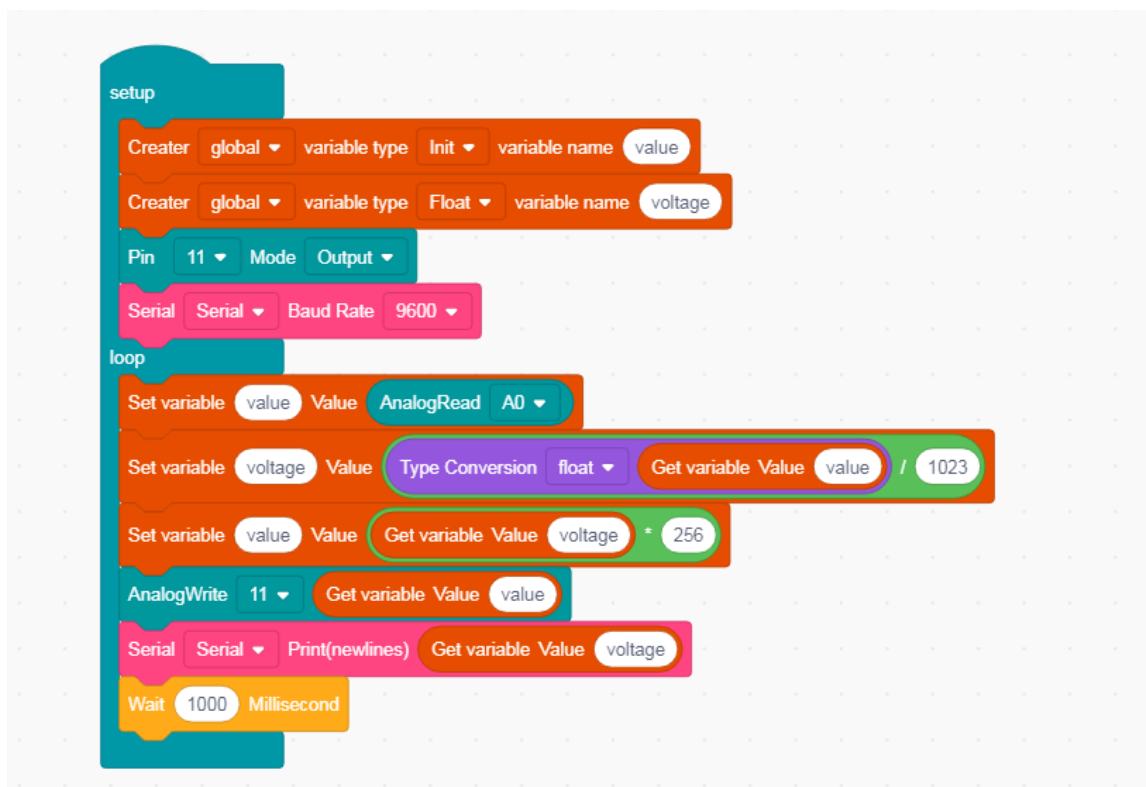 setup
Creater global variable type Init variable name value
Creater global variable type Float variable name voltage
Pin 11 Mode Output
Serial Serial Baud Rate 9600
loop
Set variable value Value AnalogRead A0
Set variable voltage Value Type Conversion float Get variable Value value / 1023
Set variable value Value Get variable Value voltage * 256
AnalogWrite 11 Get variable Value value
Serial Serial Print(newlines) Get variable Value voltage
Wait 1000 Millisecond